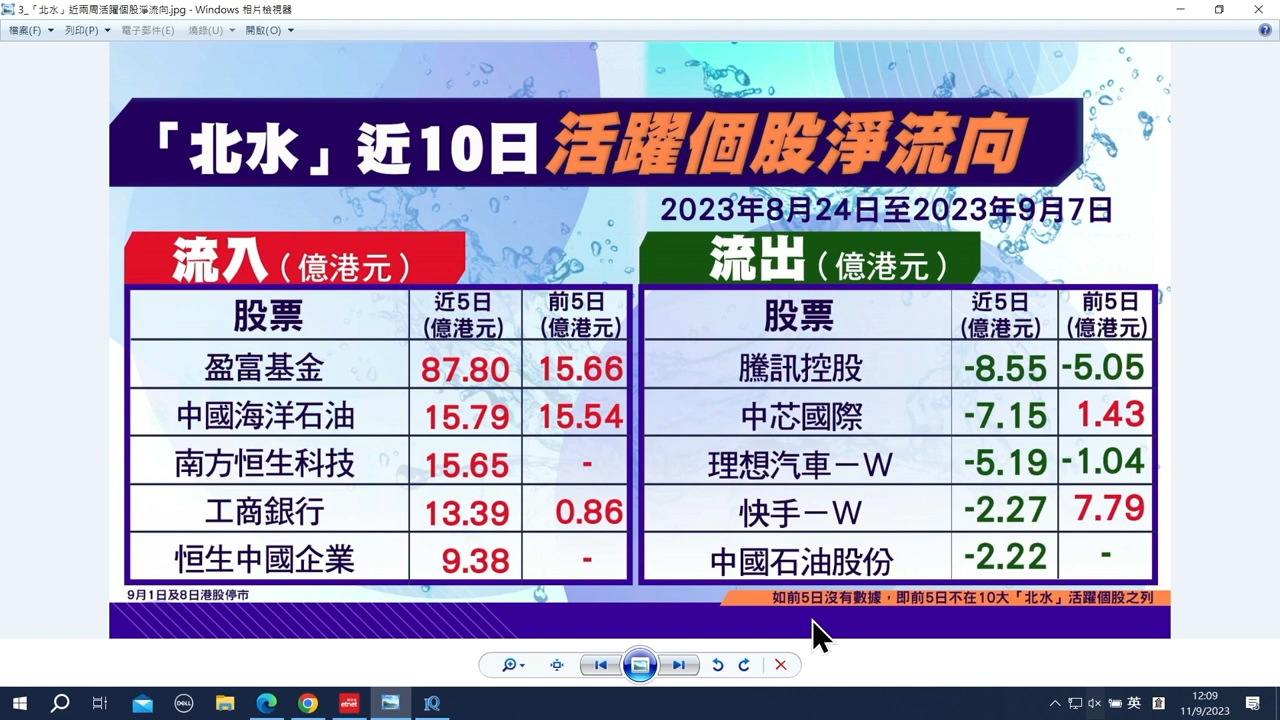 3_「北水」近兩周活躍個股淨流向.jpg - Windows 相片檢視器
檔案(F) 列印(P) 電子郵件(E) 燒錄(U) 開啟(O)
「北水」近10日活躍個股淨流向
2023年8月24日至2023年9月7日
流入（億港元）
股票 近5日(億港元) 前5日(億港元)
盈富基金 87.80 15.66
中國海洋石油 15.79 15.54
南方恒生科技 15.65 -
工商銀行 13.39 0.86
恒生中國企業 9.38 -
9月1日及8日港股停市
流出（億港元）
股票 近5日(億港元) 前5日(億港元)
騰訊控股 -8.55 -5.05
中芯國際 -7.15 1.43
理想汽車－W -5.19 -1.04
快手－W -2.27 7.79
中國石油股份 -2.22 -
如前5日沒有數據，即前5日不在10大「北水」活躍個股之列
DELL
etnet
IQ
英
12:09
11/9/2023